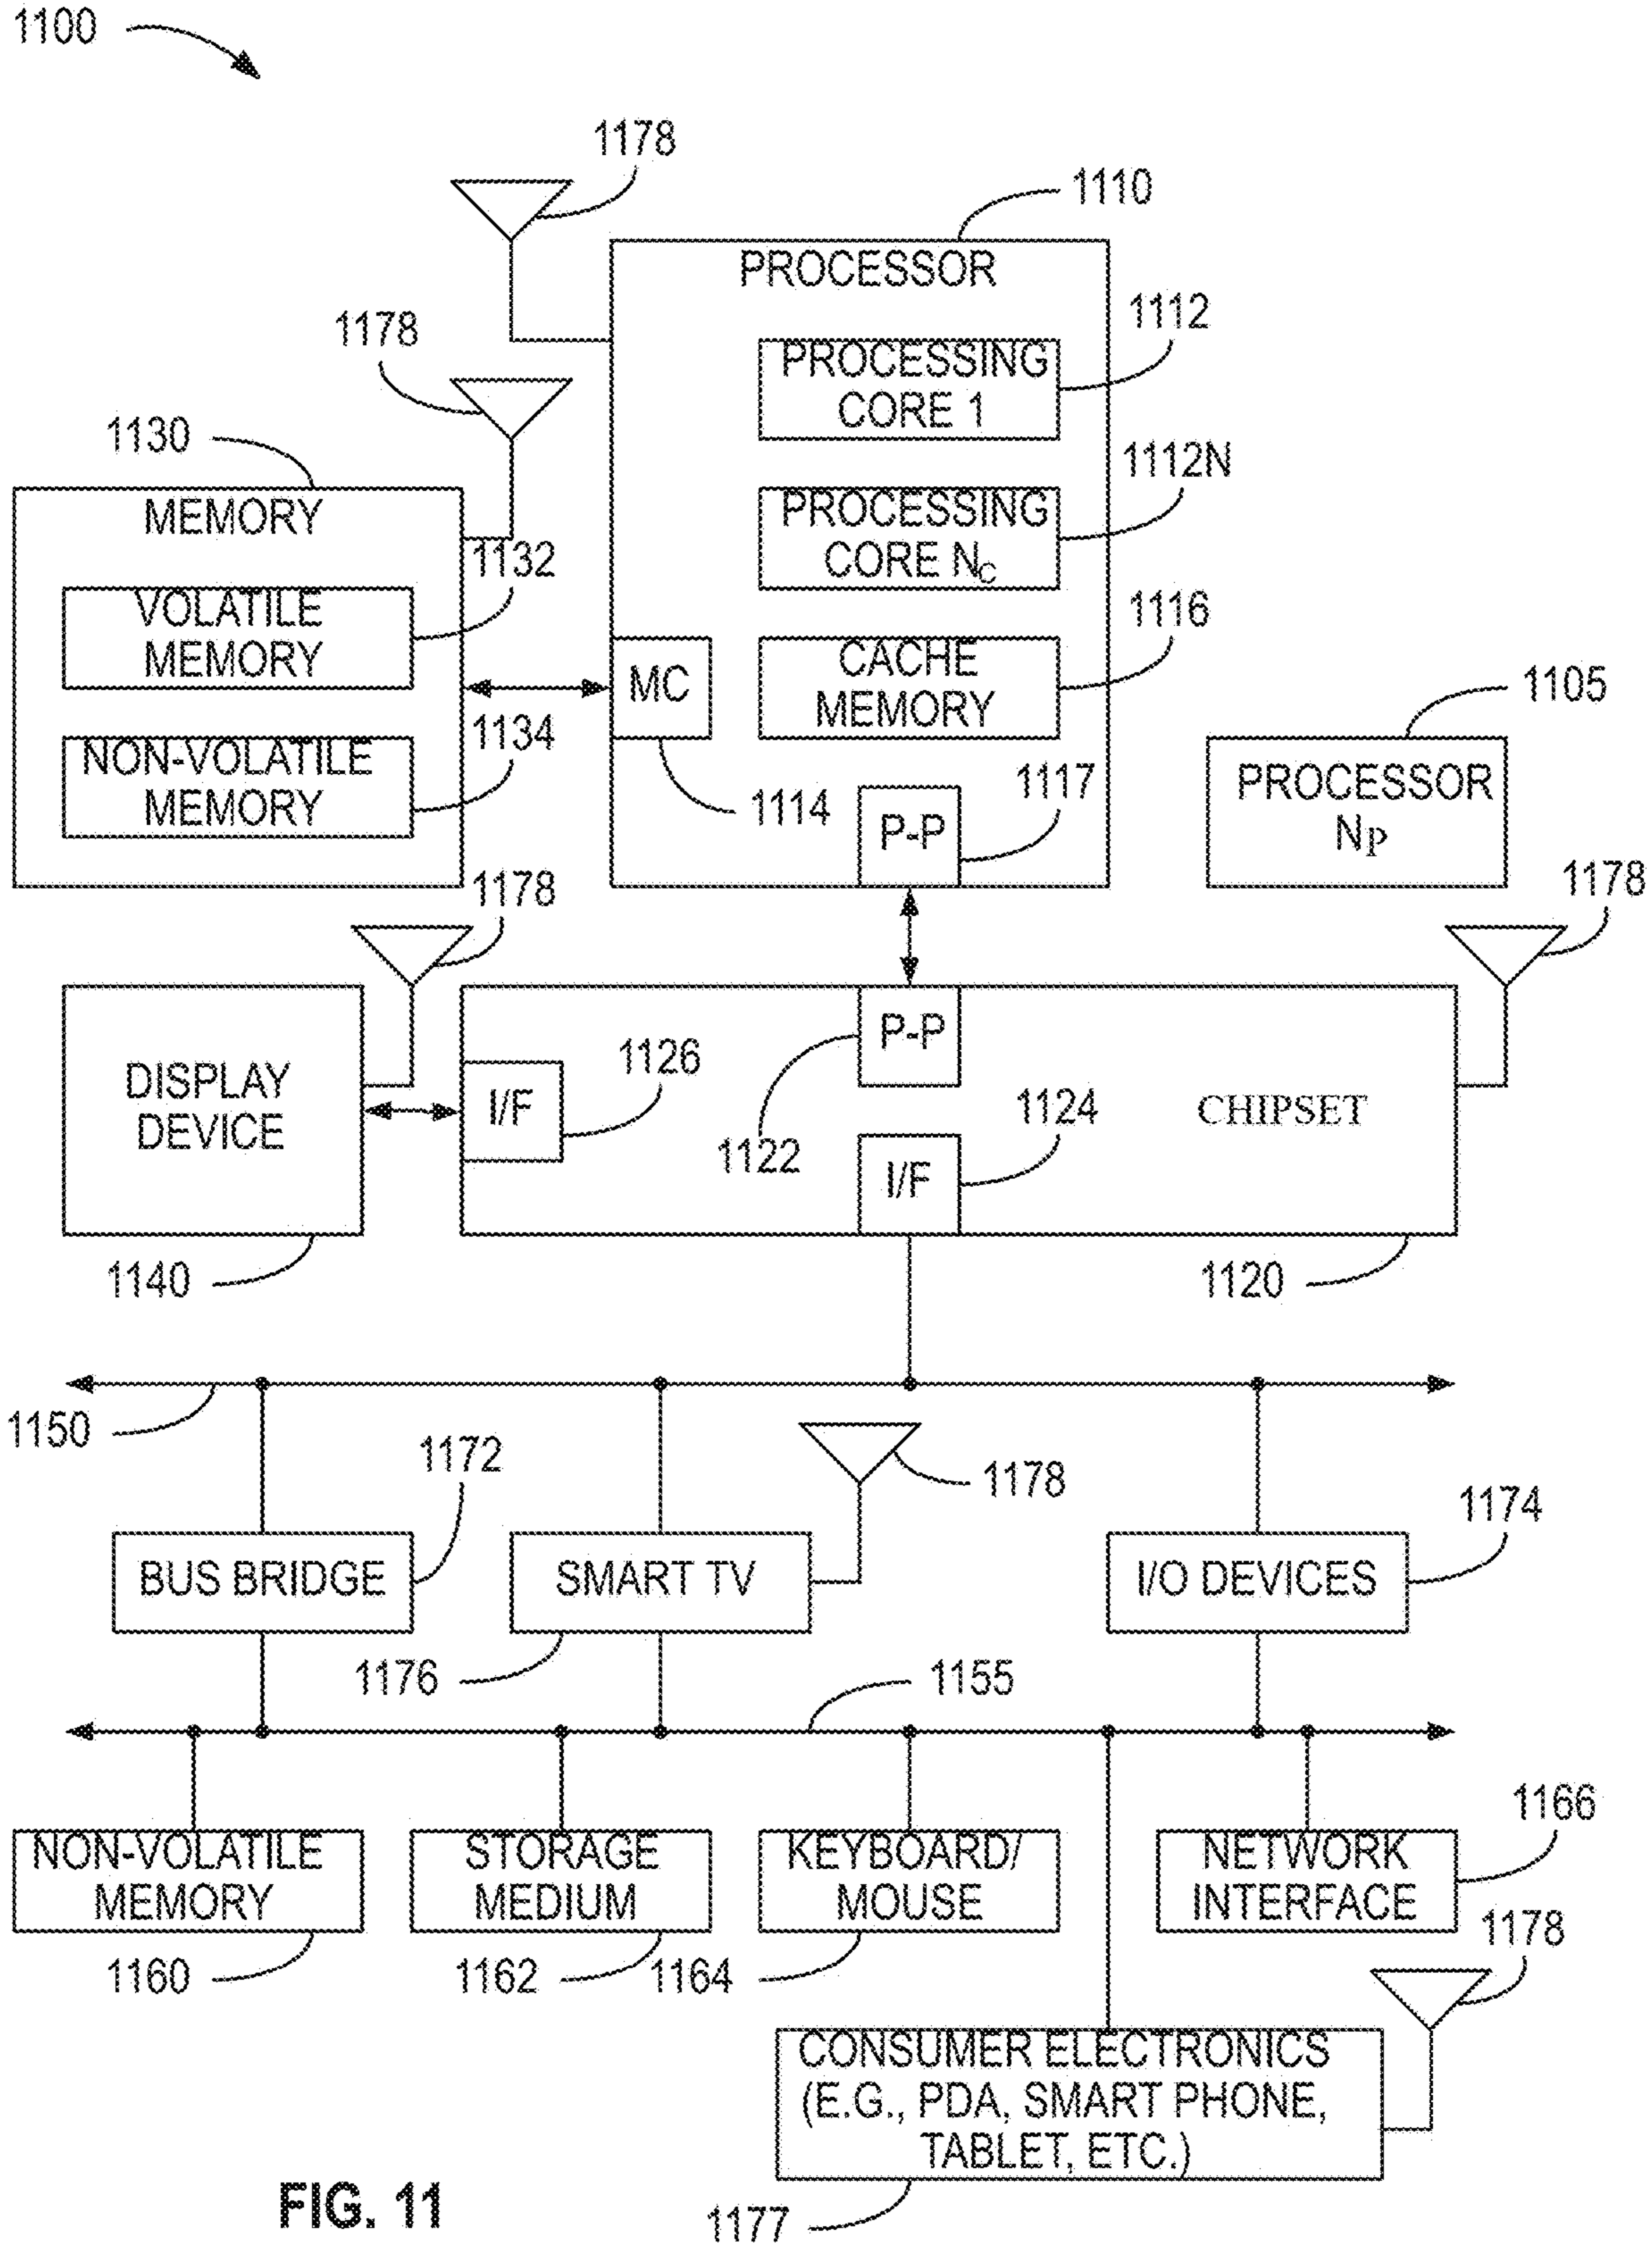 1100
1178
1110
PROCESSOR
1112
PROCESSING
CORE 1
1178
1130
MEMORY
1112N
PROCESSING
CORE NC
1132
VOLATILE
MEMORY
1116
CACHE
MEMORY
MC
1134
NON-VOLATILE
MEMORY
1114
1117
P-P
1105
PROCESSOR
NP
1178
1178
DISPLAY
DEVICE
1140
I/F
1126
P-P
1122
1124
I/F
CHIPSET
1120
1150
1172
1178
1174
BUS BRIDGE
SMART TV
I/O DEVICES
1176
1155
1166
NON-VOLATILE
MEMORY
STORAGE
MEDIUM
KEYBOARD/
MOUSE
NETWORK
INTERFACE
1160
1162
1164
1178
CONSUMER ELECTRONICS
(E.G., PDA, SMART PHONE,
TABLET, ETC.)
1177
FIG. 11